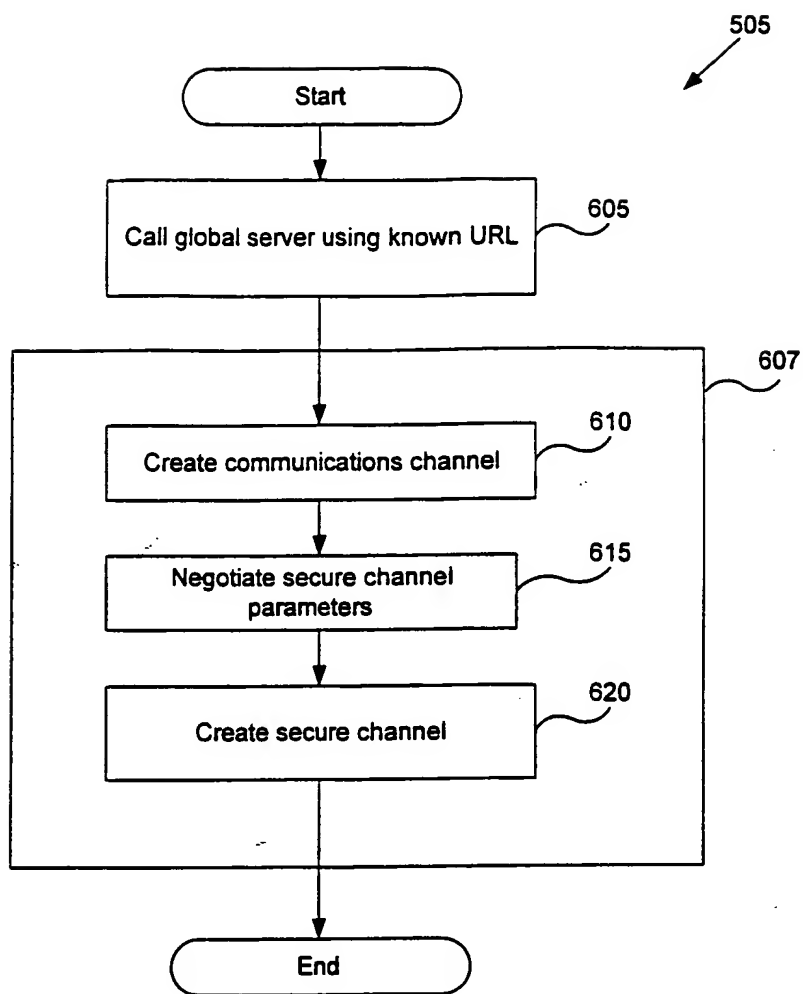 505
Start
Call global server using known URL
605
607
610
Create communications channel
615
Negotiate secure channel
parameters
620
Create secure channel
End